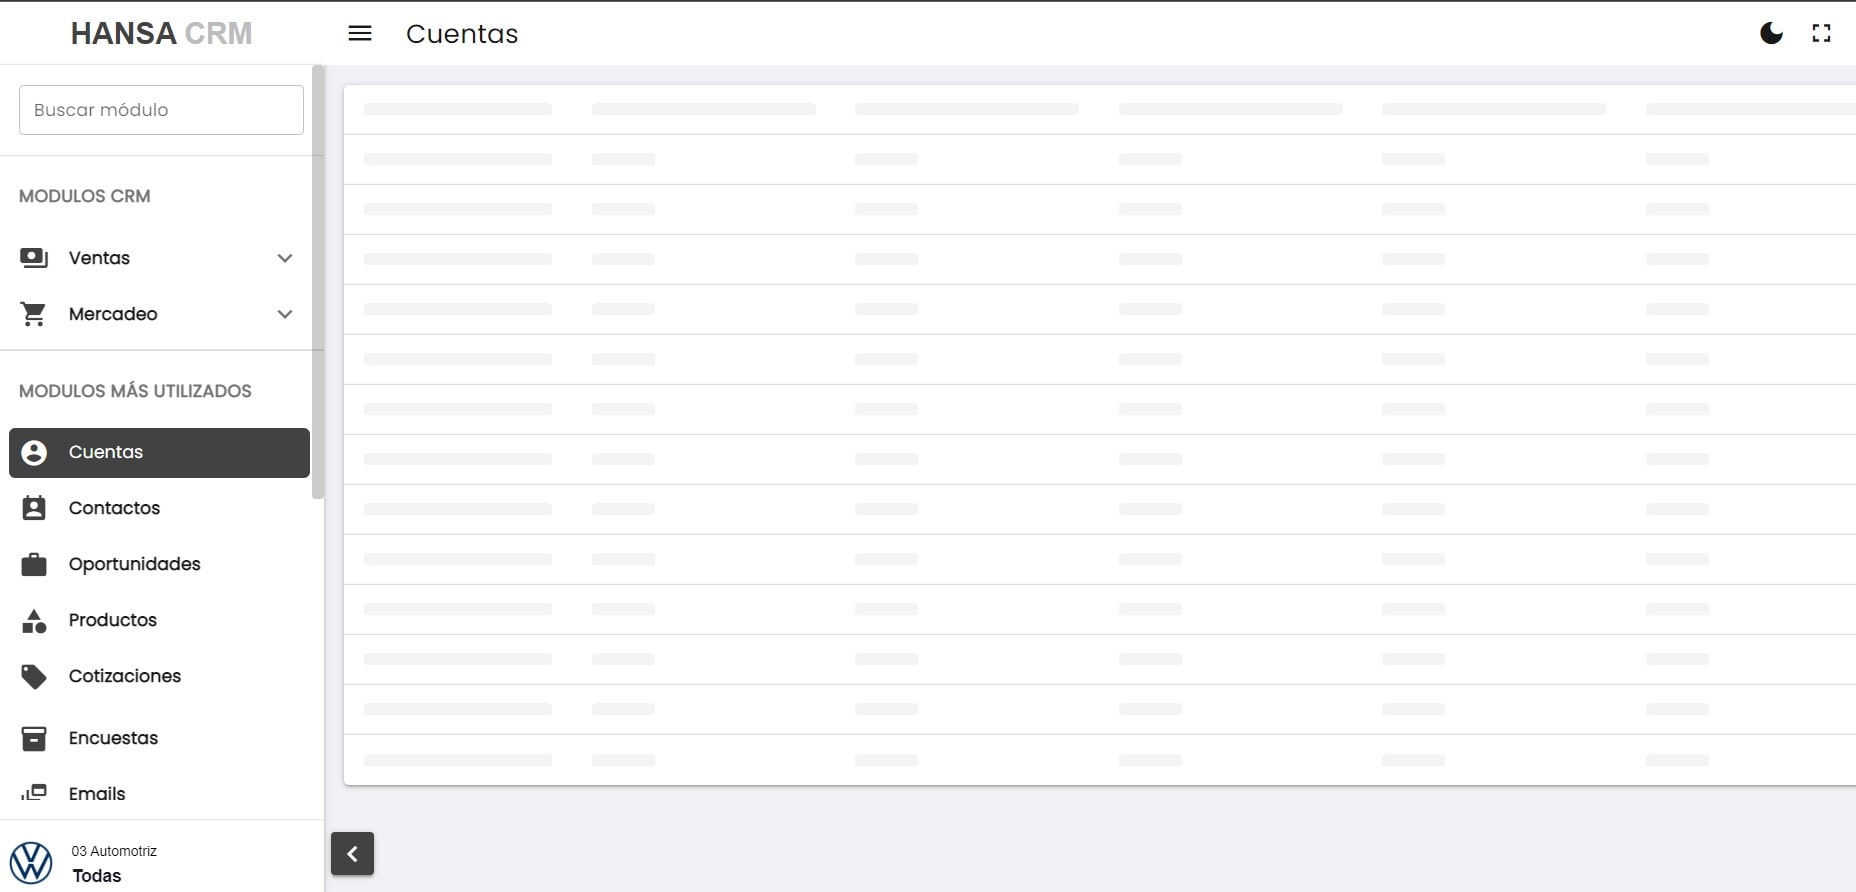 HANSA CRM
Cuentas
Buscar módulo
MODULOS CRM
Ventas
Mercadeo
MODULOS MÁS UTILIZADOS
Cuentas
Contactos
Oportunidades
Productos
Cotizaciones
Encuestas
Emails
03 Automotriz
Todas